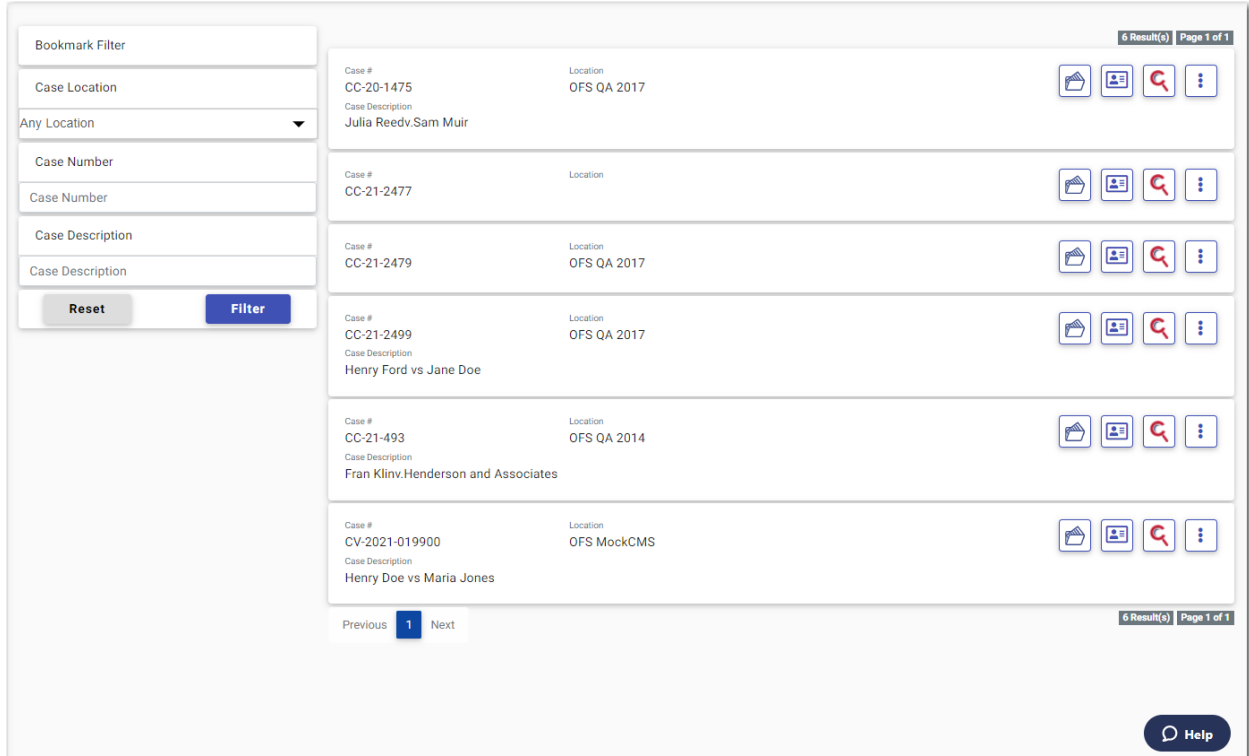 Bookmark Filter
Case Location
Any Location
Case Number
Case Number
Case Description
Case Description
Reset Filter
6 Result(s) Page 1 of 1
Case # Location
CC-20-1475 OFS QA 2017
Case Description
Julia Reedv.Sam Muir
Case # Location
CC-21-2477
Case # Location
CC-21-2479 OFS QA 2017
Case # Location
CC-21-2499 OFS QA 2017
Case Description
Henry Ford vs Jane Doe
Case # Location
CC-21-493 OFS QA 2014
Case Description
Fran Klinv.Henderson and Associates
Case # Location
CV-2021-019900 OFS MockCMS
Case Description
Henry Doe vs Maria Jones
Previous 1 Next
6 Result(s) Page 1 of 1
Help